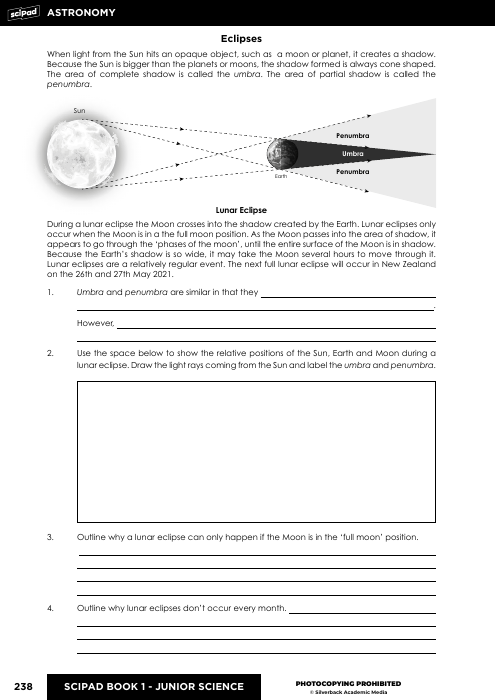 scipad ASTRONOMY
Eclipses
When light from the Sun hits an opaque object, such as a moon or planet, it creates a shadow.
Because the Sun is bigger than the planets or moons, the shadow formed is always cone shaped.
The area of complete shadow is called the umbra. The area of partial shadow is called the
penumbra.
Sun
Penumbra
Umbra
Penumbra
Earth
Lunar Eclipse
During a lunar eclipse the Moon crosses into the shadow created by the Earth. Lunar eclipses only
occur when the Moon is in a the full moon position. As the Moon passes into the area of shadow, it
appears to go through the 'phases of the moon', until the entire surface of the Moon is in shadow.
Because the Earth's shadow is so wide, it may take the Moon several hours to move through it.
Lunar eclipses are a relatively regular event. The next full lunar eclipse will occur in New Zealand
on the 26th and 27th May 2021.
1. Umbra and penumbra are similar in that they
.
However,
2. Use the space below to show the relative positions of the Sun, Earth and Moon during a
lunar eclipse. Draw the light rays coming from the Sun and label the umbra and penumbra.
3. Outline why a lunar eclipse can only happen if the Moon is in the 'full moon' position.
4. Outline why lunar eclipses don't occur every month.
238 SCIPAD BOOK 1 - JUNIOR SCIENCE
PHOTOCOPYING PROHIBITED
© Silverback Academic Media